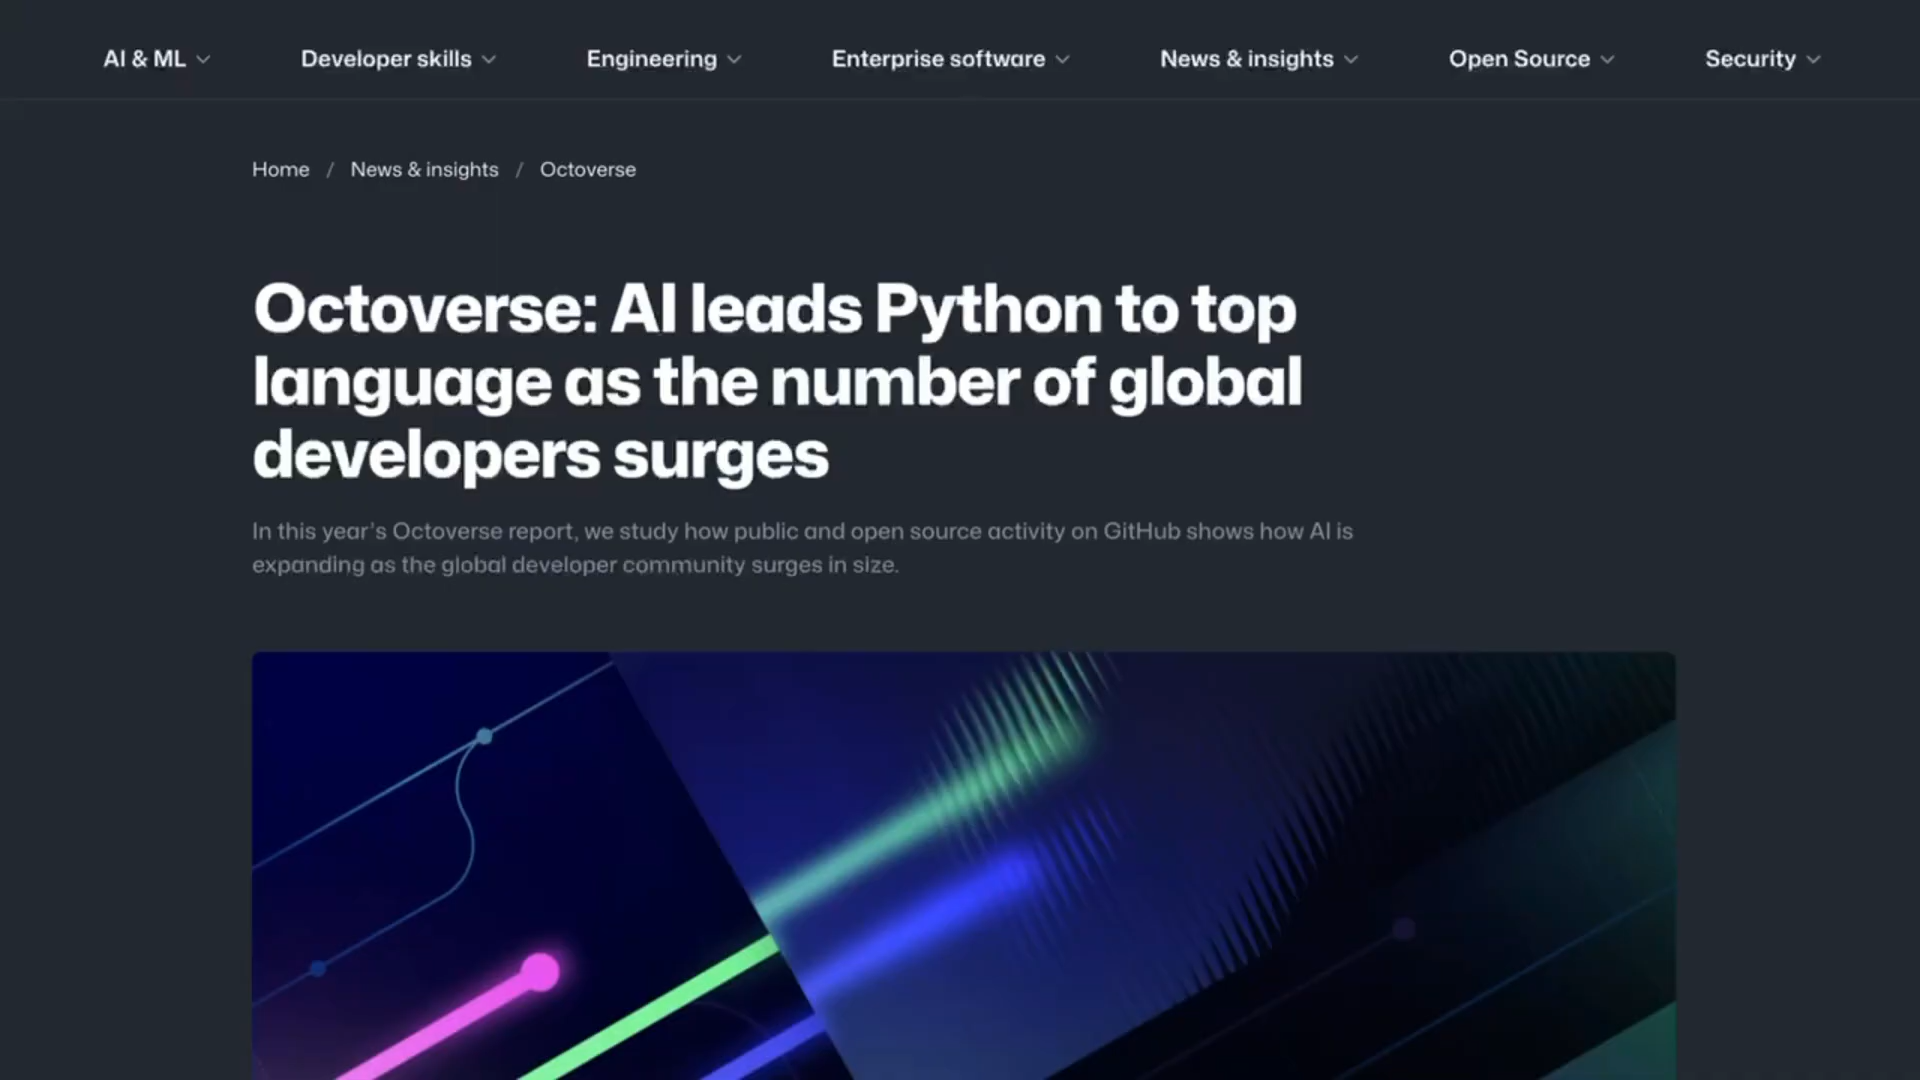 AI & ML Developer skills Engineering Enterprise software News & insights Open Source Security
Home / News & insights / Octoverse
Octoverse: AI leads Python to top
language as the number of global
developers surges
In this year's Octoverse report, we study how public and open source activity on GitHub shows how AI is
expanding as the global developer community surges in size.